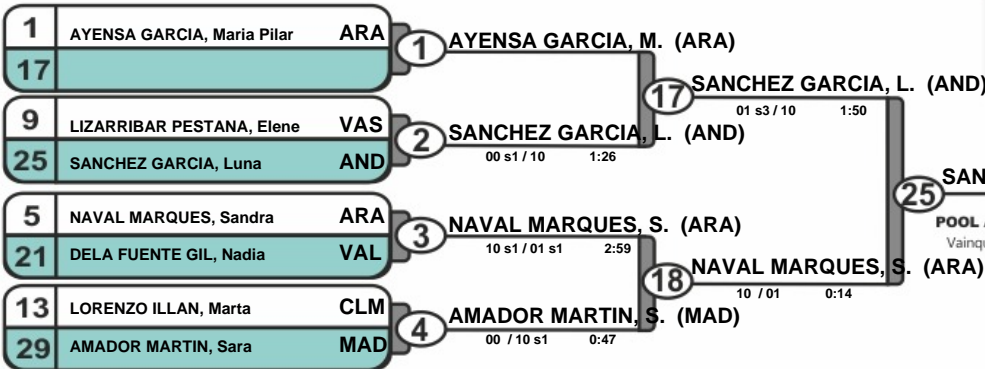 1 AYENSA GARCIA, Maria Pilar ARA
17
1 AYENSA GARCIA, M. (ARA)
17 SANCHEZ GARCIA, L. (AND)
01 s3 / 10 1:50
9 LIZARRIBAR PESTANA, Elene VAS
25 SANCHEZ GARCIA, Luna AND
2 SANCHEZ GARCIA, L. (AND)
00 s1 / 10 1:26
25 SAN
POOL
Vainqu
5 NAVAL MARQUES, Sandra ARA
21 DELA FUENTE GIL, Nadia VAL
3 NAVAL MARQUES, S. (ARA)
10 s1 / 01 s1 2:59
18 NAVAL MARQUES, S. (ARA)
10 / 01 0:14
13 LORENZO ILLAN, Marta CLM
29 AMADOR MARTIN, Sara MAD
4 AMADOR MARTIN, S. (MAD)
00 / 10 s1 0:47